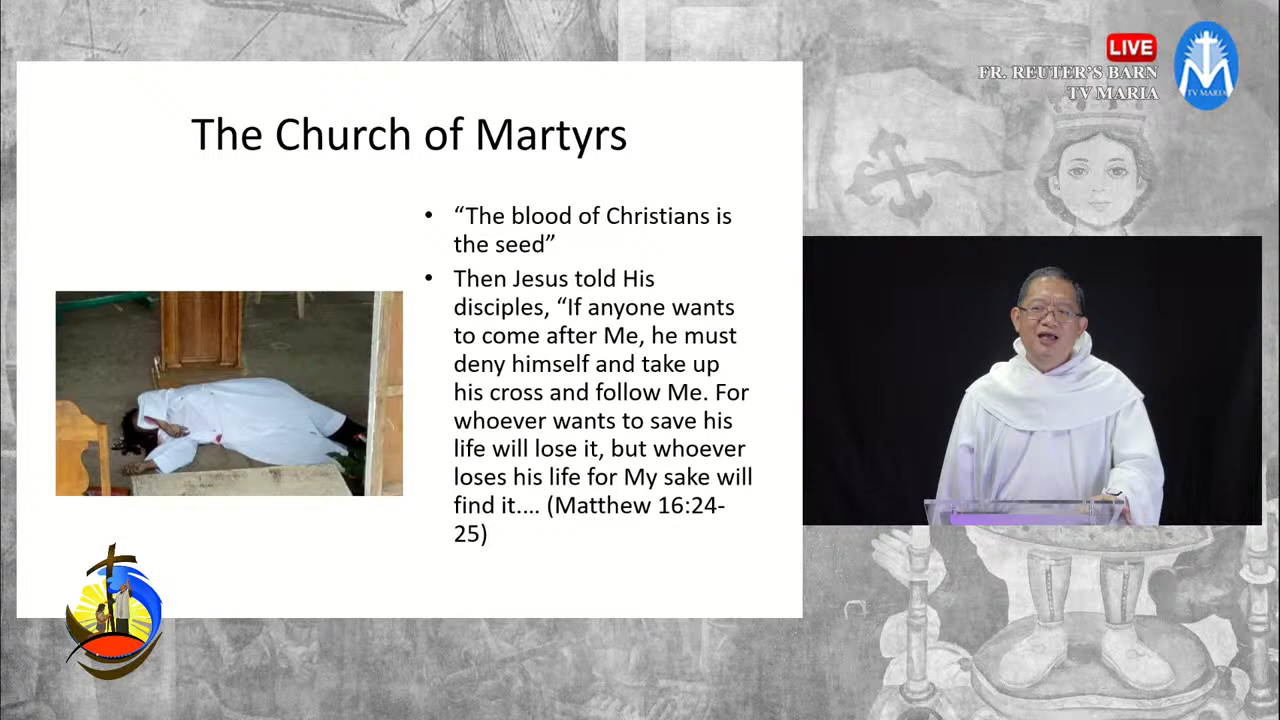 LIVE
FR. REUTER'S BARN
TV MARIA
TV MARIA
The Church of Martyrs
• “The blood of Christians is
the seed”
• Then Jesus told His
disciples, “If anyone wants
to come after Me, he must
deny himself and take up
his cross and follow Me. For
whoever wants to save his
life will lose it, but whoever
loses his life for My sake will
find it.... (Matthew 16:24-
25)